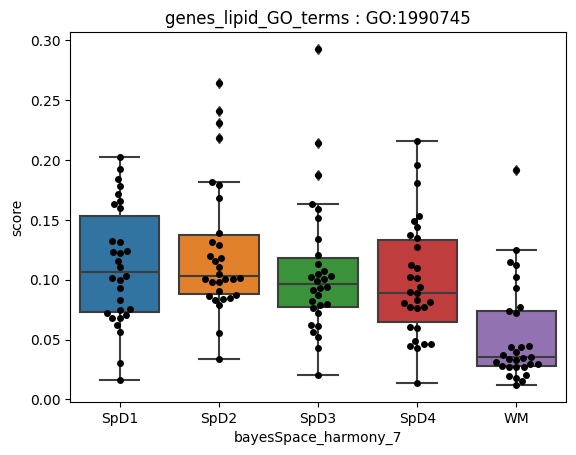 genes_lipid_GO_terms : GO:1990745
0.30
0.25
0.20
0.15
0.10
0.05
0.00
score
SpD1 SpD2 SpD3 SpD4 WM
bayesSpace_harmony_7